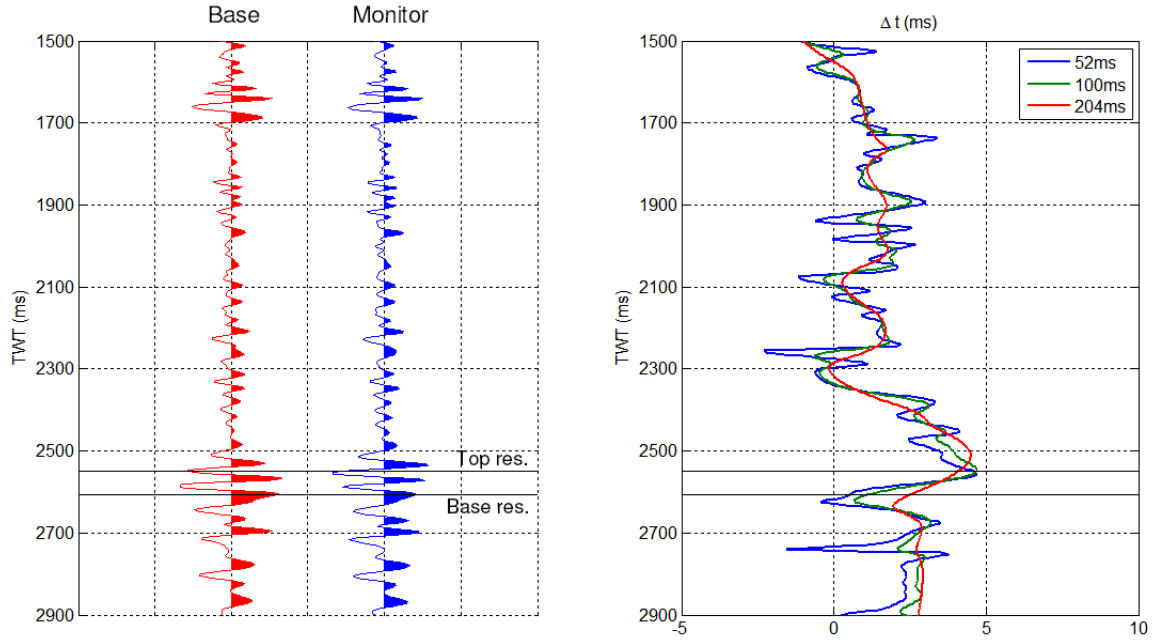 Base Monitor
1500
1700
1900
2100
2300
2500
2700
2900
TWT (ms)
Top res.
Base res.
Δ t (ms)
52ms
100ms
204ms
1500
1700
1900
2100
2300
2500
2700
2900
TWT (ms)
-5 0 5 10